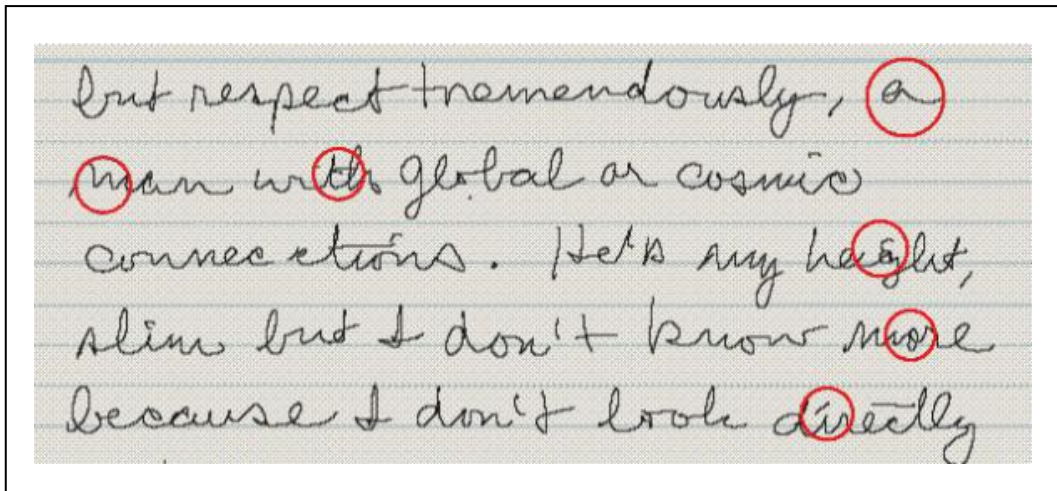 but respect tremendously, a
man with global or cosmic
connections. He's my height,
slim but I don't know more
because I don't look directly